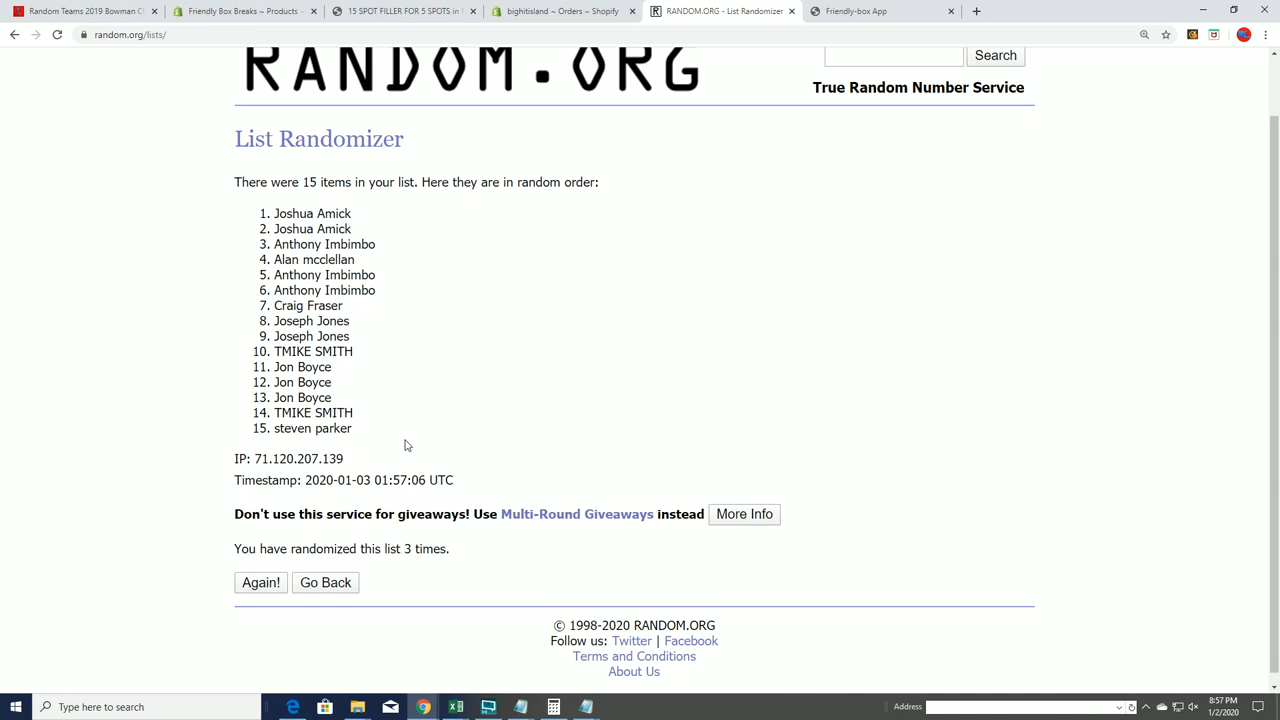 Random Teams 2019 Bowman C
Friendly Box Breaks ~ Products
15 SPOT FILLER FOR 5 SPOTS in
bighitisland ~ Orders ~ Shopify
RANDOM.ORG - List Randomizer
Friendly-box App
random.org/lists/
RANDOM.ORG
Search
True Random Number Service
List Randomizer
There were 15 items in your list. Here they are in random order:
1. Joshua Amick
2. Joshua Amick
3. Anthony Imbimbo
4. Alan mcclellan
5. Anthony Imbimbo
6. Anthony Imbimbo
7. Craig Fraser
8. Joseph Jones
9. Joseph Jones
10. TMIKE SMITH
11. Jon Boyce
12. Jon Boyce
13. Jon Boyce
14. TMIKE SMITH
15. steven parker
IP: 71.120.207.139
Timestamp: 2020-01-03 01:57:06 UTC
Don't use this service for giveaways! Use Multi-Round Giveaways instead More Info
You have randomized this list 3 times.
Again! Go Back
© 1998-2020 RANDOM.ORG
Follow us: Twitter | Facebook
Terms and Conditions
About Us
Type here to search
Address
8:57 PM
1/2/2020